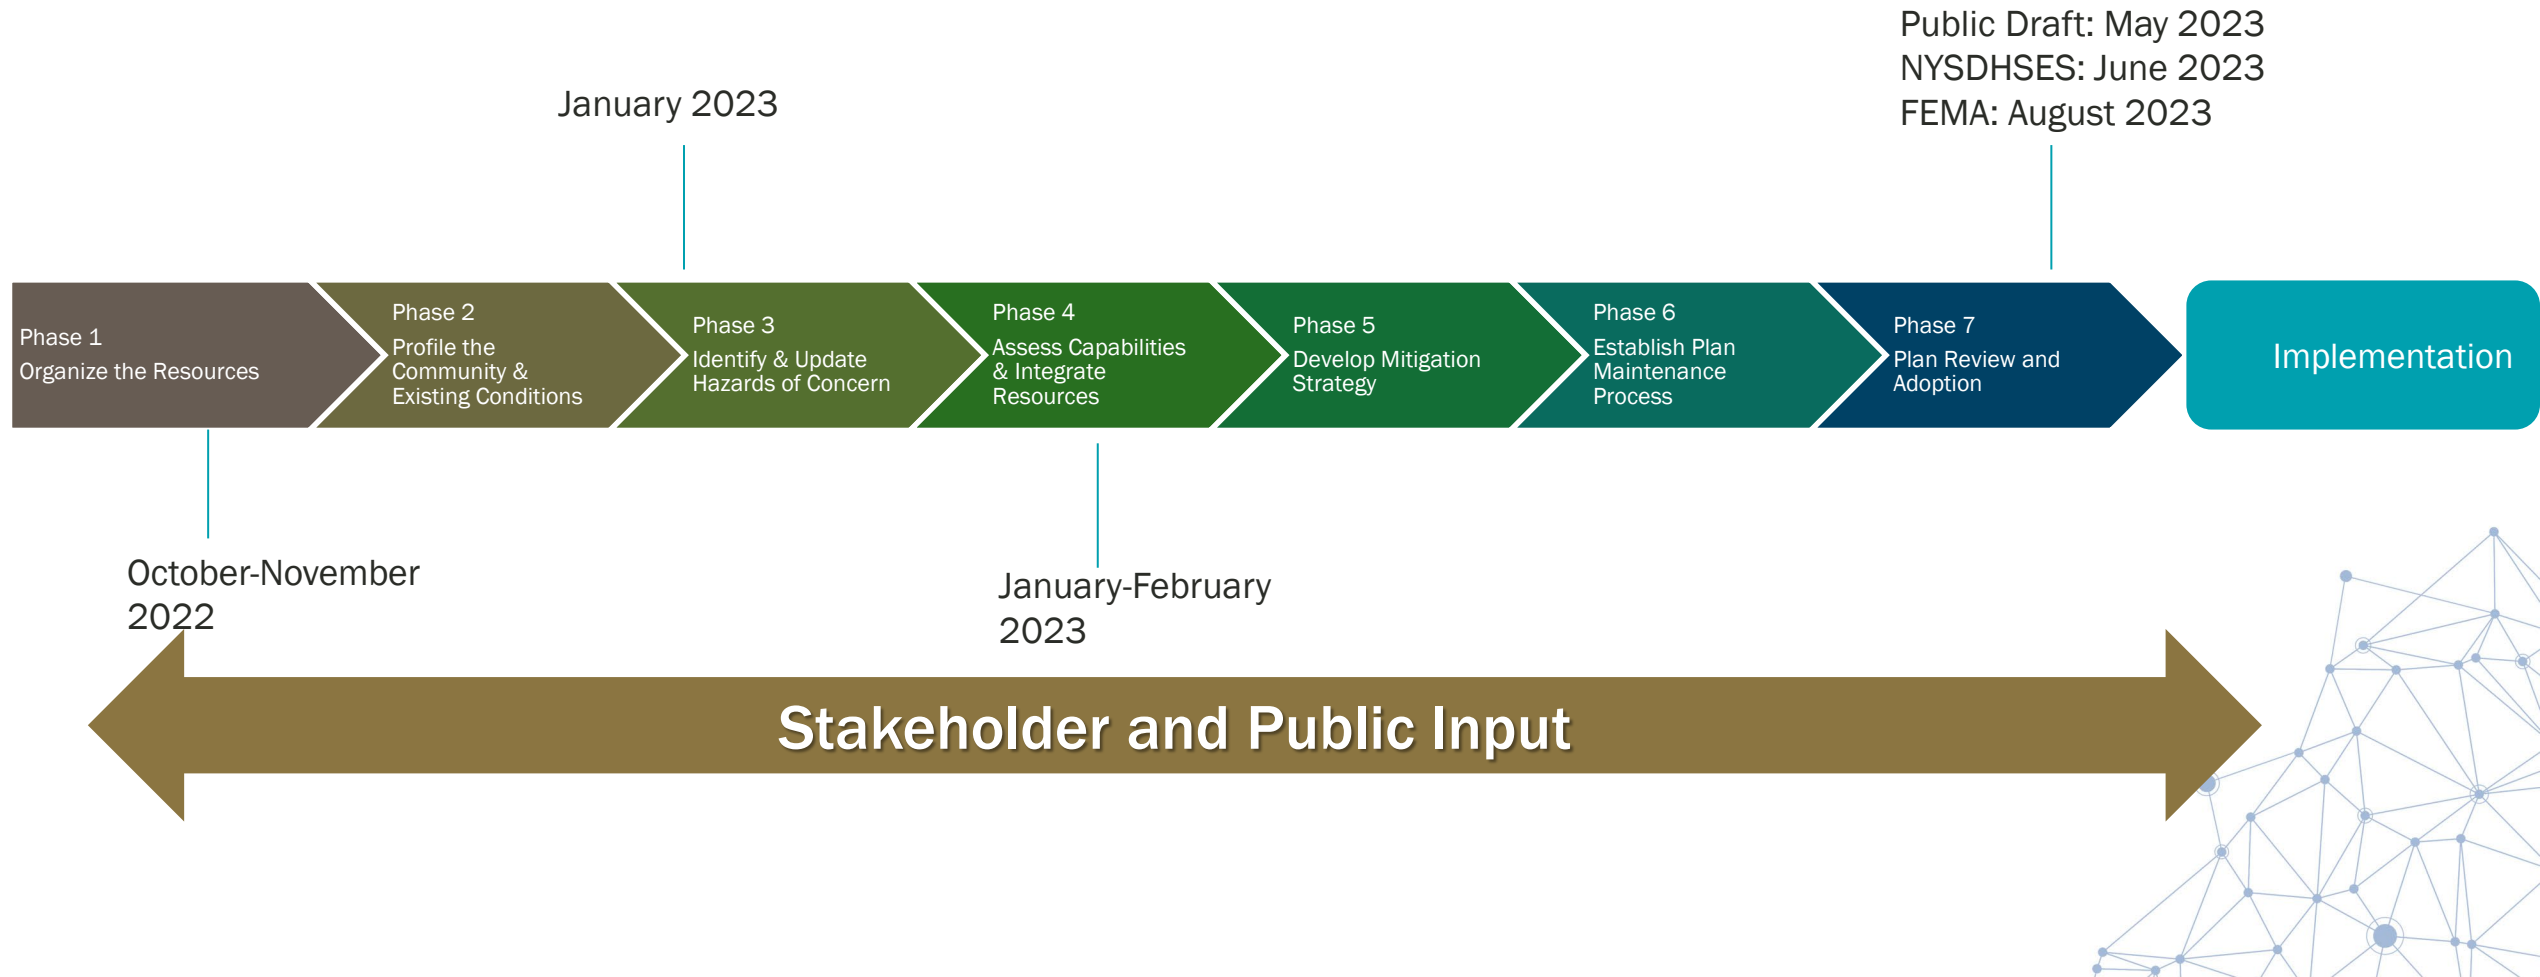 Public Draft: May 2023
NYSDHSES: June 2023
FEMA: August 2023
January 2023
Phase 1
Organize the Resources
Phase 2
Profile the
Community &
Existing Conditions
Phase 3
Identify & Update
Hazards of Concern
Phase 4
Assess Capabilities
& Integrate
Resources
Phase 5
Develop Mitigation
Strategy
Phase 6
Establish Plan
Maintenance
Process
Phase 7
Plan Review and
Adoption
Implementation
October-November
2022
January-February
2023
Stakeholder and Public Input